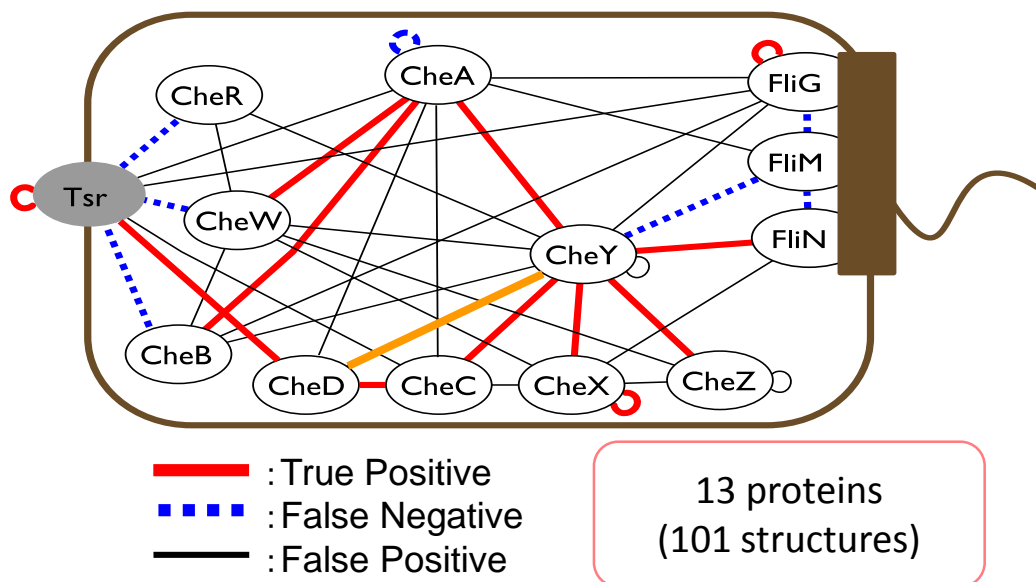 CheA
FliG
CheR
FliM
Tsr
CheW
FliN
CheY
CheB
CheD
CheC
CheX
CheZ
: True Positive
: False Negative
: False Positive
13 proteins
(101 structures)